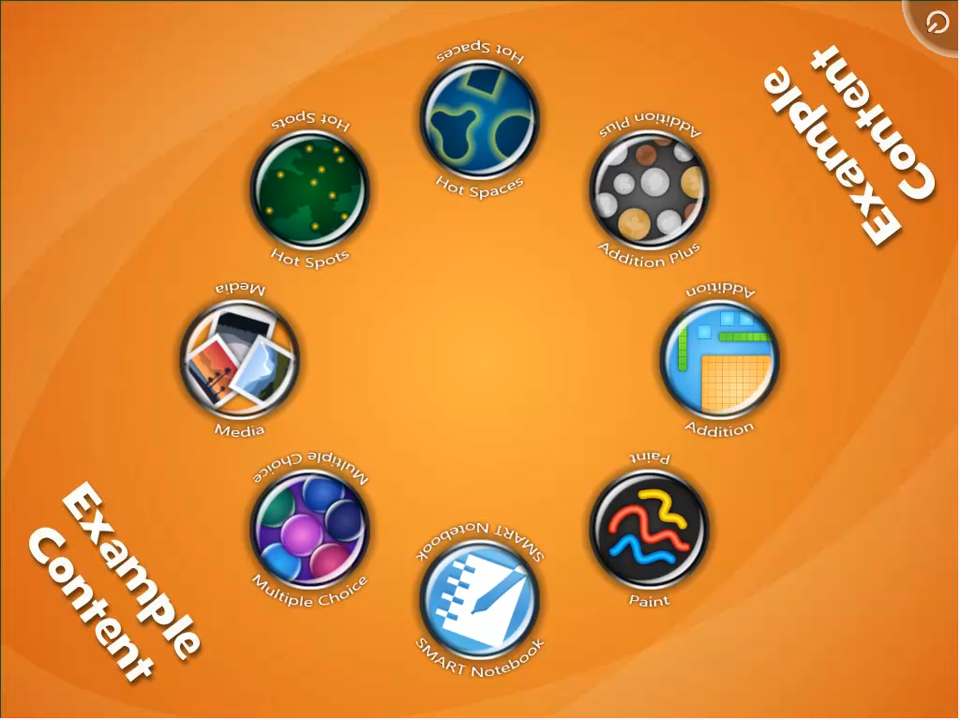 Hot Spaces
Hot Spaces
Example
Content
Hot Spots
Hot Spots
Addition Plus
Addition Plus
Media
Media
Addition
Addition
Multiple Choice
Multiple Choice
Paint
Paint
SMART Notebook
SMART Notebook
Example
Content